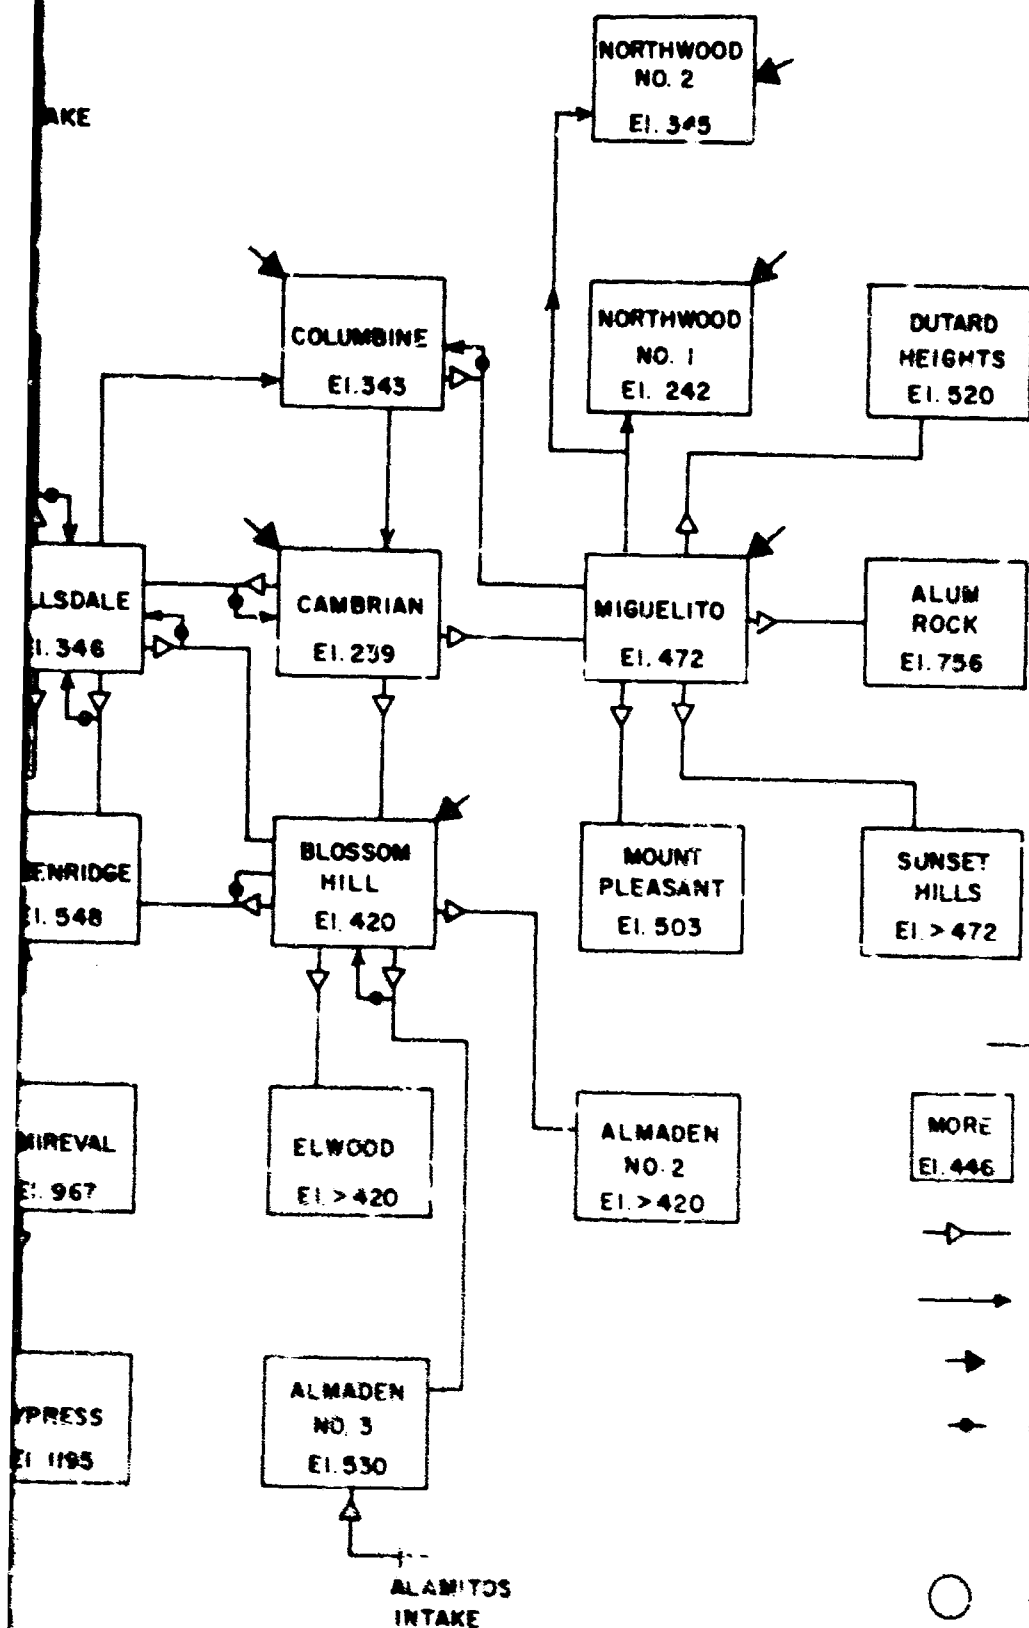 NORTHWOOD
NO. 2
El. 345
AKE
COLUMBINE
El. 343
NORTHWOOD
NO. 1
El. 242
DUTARD
HEIGHTS
El. 520
LLSDALE
El. 346
CAMBRIAN
El. 239
MIGUELITO
El. 472
ALUM
ROCK
El. 756
ENRIDGE
El. 548
BLOSSOM
HILL
El. 420
MOUNT
PLEASANT
El. 503
SUNSET
HILLS
El. > 472
MIREVAL
El. 967
ELWOOD
El. > 420
ALMADEN
NO. 2
El. > 420
MORE
El. 446
YPRESS
El. 1195
ALMADEN
NO. 3
El. 530
ALAMITOS
INTAKE